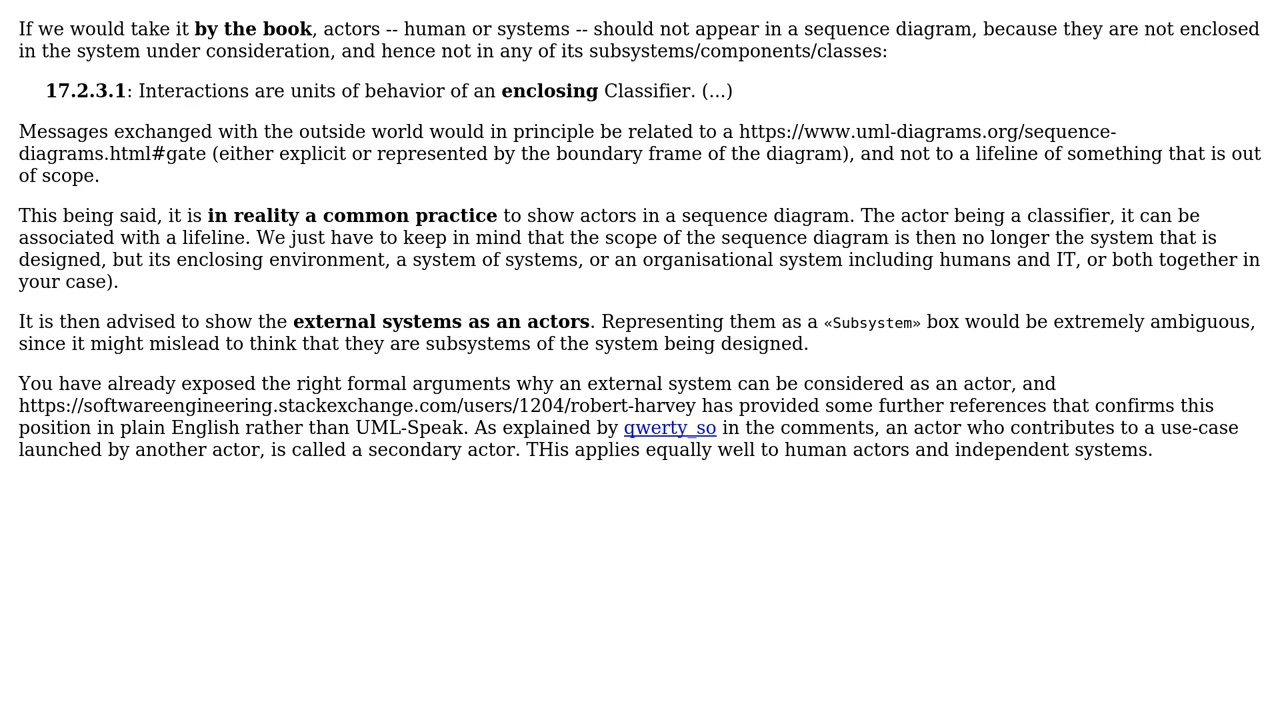 If we would take it by the book, actors -- human or systems -- should not appear in a sequence diagram, because they are not enclosed
in the system under consideration, and hence not in any of its subsystems/components/classes:
17.2.3.1: Interactions are units of behavior of an enclosing Classifier. (...)
Messages exchanged with the outside world would in principle be related to a https://www.uml-diagrams.org/sequence-
diagrams.html#gate (either explicit or represented by the boundary frame of the diagram), and not to a lifeline of something that is out
of scope.
This being said, it is in reality a common practice to show actors in a sequence diagram. The actor being a classifier, it can be
associated with a lifeline. We just have to keep in mind that the scope of the sequence diagram is then no longer the system that is
designed, but its enclosing environment, a system of systems, or an organisational system including humans and IT, or both together in
your case).
It is then advised to show the external systems as an actors. Representing them as a «Subsystem» box would be extremely ambiguous,
since it might mislead to think that they are subsystems of the system being designed.
You have already exposed the right formal arguments why an external system can be considered as an actor, and
https://softwareengineering.stackexchange.com/users/1204/robert-harvey has provided some further references that confirms this
position in plain English rather than UML-Speak. As explained by qwerty_so in the comments, an actor who contributes to a use-case
launched by another actor, is called a secondary actor. THis applies equally well to human actors and independent systems.